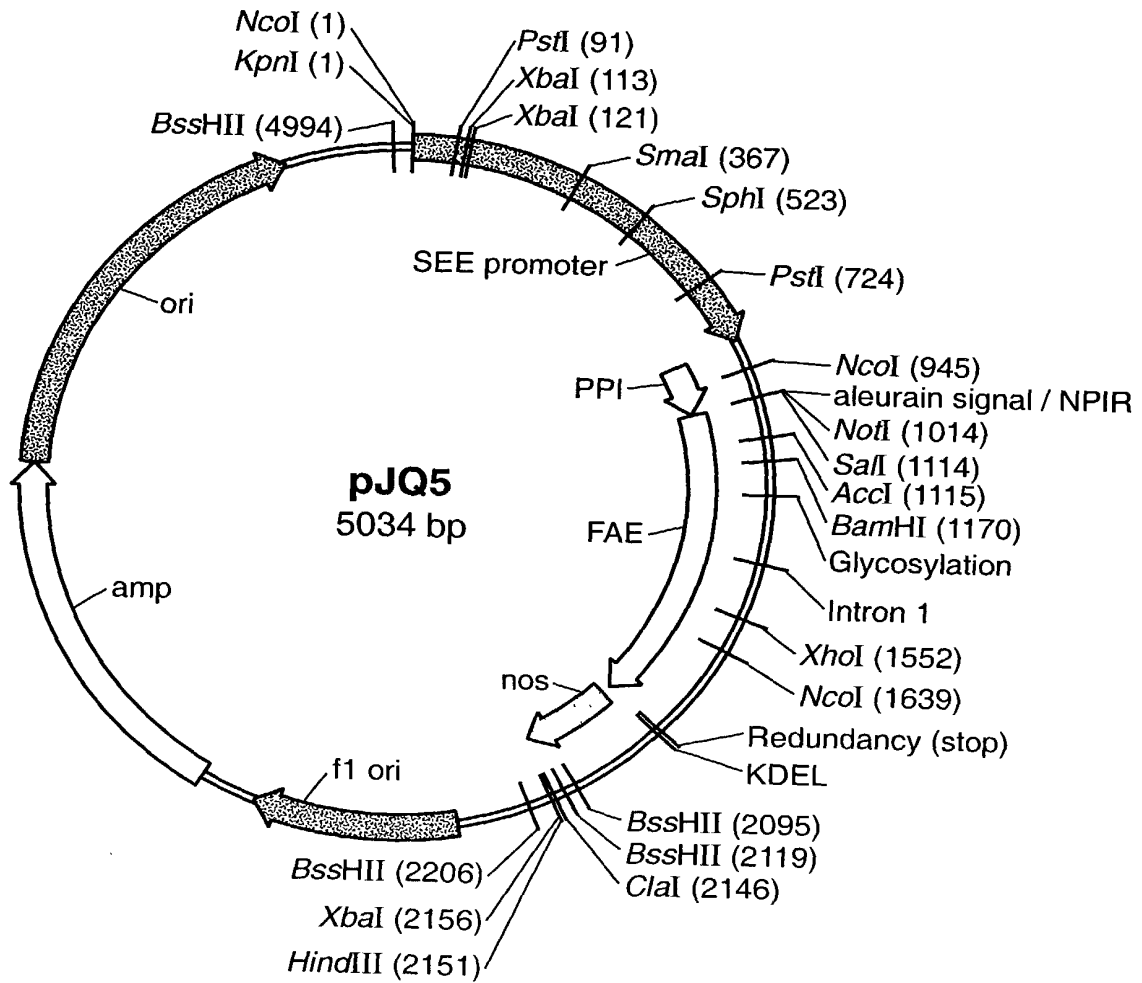 NcoI (1)
KpnI (1)
BssHII (4994)
PstI (91)
XbaI (113)
XbaI (121)
SmaI (367)
SphI (523)
SEE promoter
PstI (724)
ori
PPI
NcoI (945)
aleurain signal / NPIR
NotI (1014)
SalI (1114)
AccI (1115)
BamHI (1170)
Glycosylation
pJQ5
5034 bp
FAE
amp
Intron 1
XhoI (1552)
NcoI (1639)
nos
Redundancy (stop)
KDEL
f1 ori
BssHII (2095)
BssHII (2119)
ClaI (2146)
BssHII (2206)
XbaI (2156)
HindIII (2151)